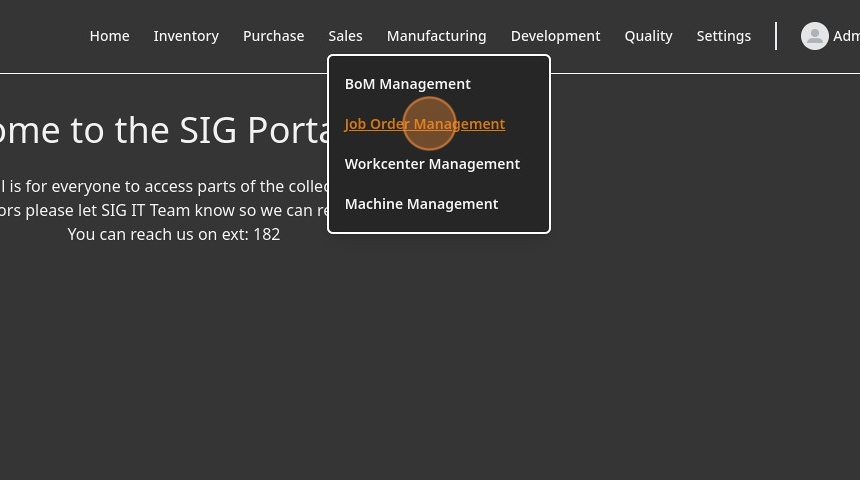 Home Inventory Purchase Sales Manufacturing Development Quality Settings Adm
BoM Management
ome to the SIG Porta
Job Order Management
Workcenter Management
l is for everyone to access parts of the collec
Machine Management
ors please let SIG IT Team know so we can re
You can reach us on ext: 182